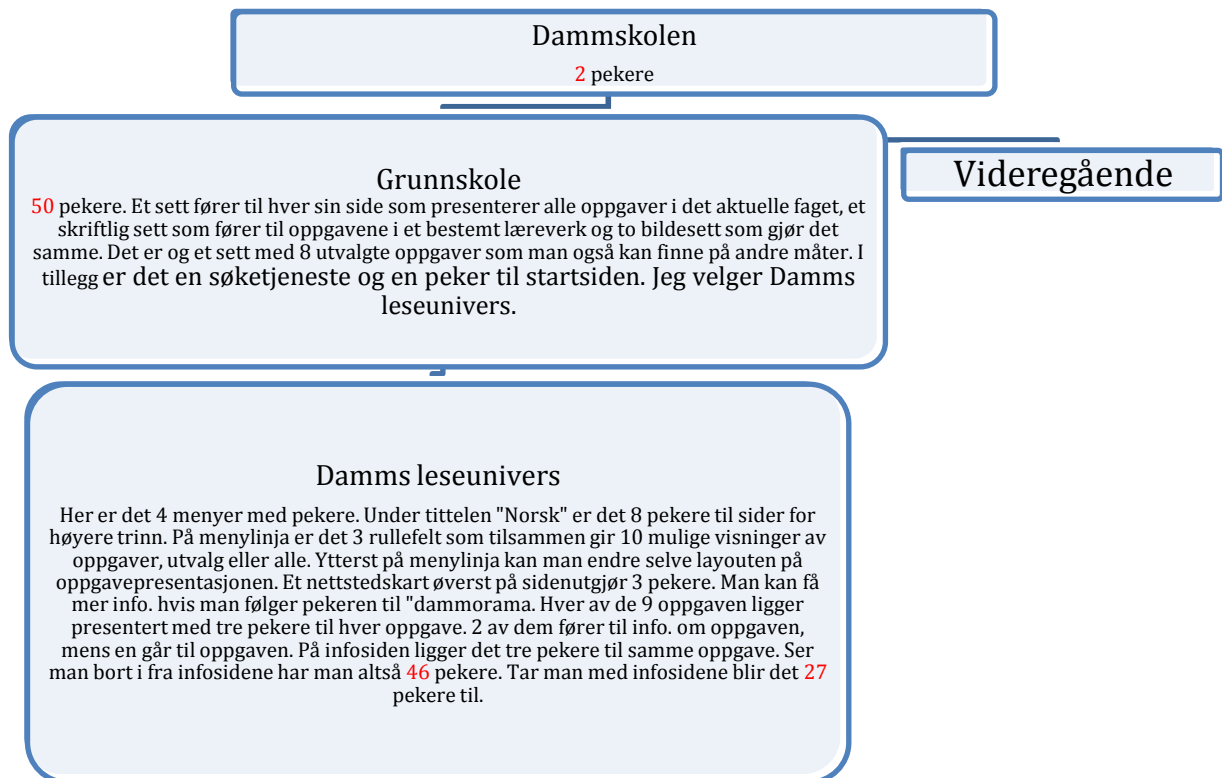 Dammskolen
2 pekere
Grunnskole
50 pekere. Et sett fører til hver sin side som presenterer alle oppgaver i det aktuelle faget, et
skriftlig sett som fører til oppgavene i et bestemt læreverk og to bildesett som gjør det
samme. Det er og et sett med 8 utvalgte oppgaver som man også kan finne på andre måter. I
tillegg er det en søketjeneste og en peker til startsiden. Jeg velger Damms
leseunivers.
Videregående
Damms leseunivers
Her er det 4 menyer med pekere. Under tittelen "Norsk" er det 8 pekere til sider for
høyere trinn. På menylinja er det 3 rullefelt som tilsammen gir 10 mulige visninger av
oppgaver, utvalg eller alle. Ytterst på menylinja kan man endre selve layouten på
oppgavepresentasjonen. Et nettstedskart øverst på sidenutgjør 3 pekere. Man kan få
mer info. hvis man følger pekeren til "dammorama. Hver av de 9 oppgaven ligger
presentert med tre pekere til hver oppgave. 2 av dem fører til info. om oppgaven,
mens en går til oppgaven. På infosiden ligger det tre pekere til samme oppgave. Ser
man bort i fra infosidene har man altså 46 pekere. Tar man med infosidene blir det 27
pekere til.